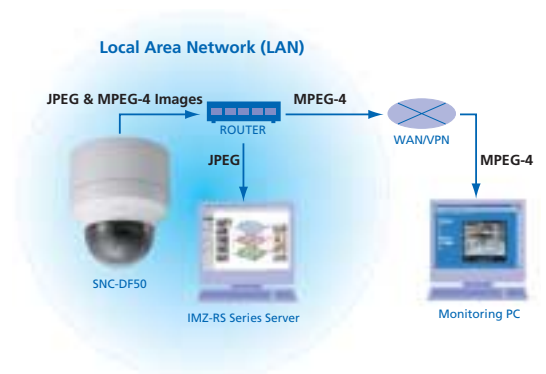 Local Area Network (LAN)
JPEG & MPEG-4 Images
MPEG-4
ROUTER
WAN/VPN
JPEG
MPEG-4
SNC-DF50
IMZ-RS Series Server
Monitoring PC